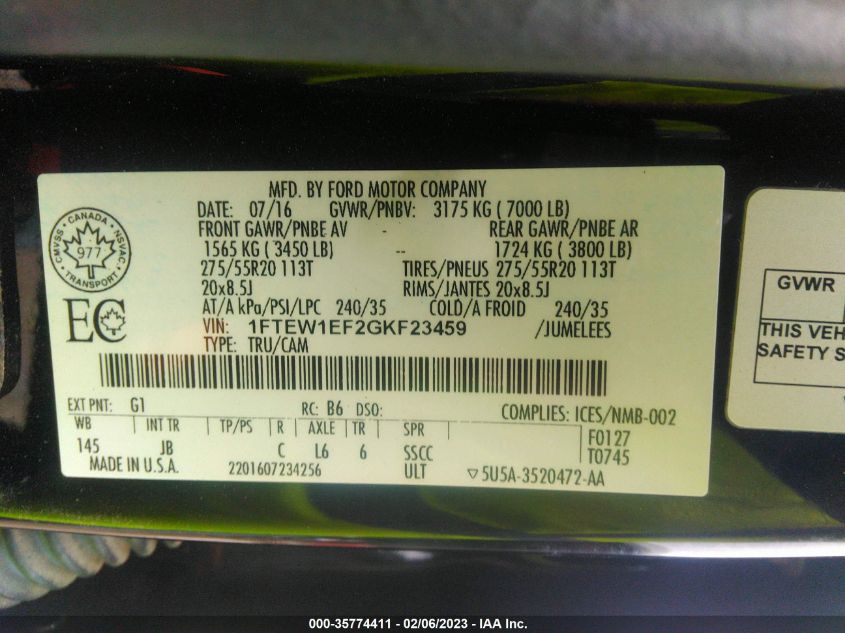 MFD. BY FORD MOTOR COMPANY
DATE: 07/16 GVWR/PNBV: 3175 KG ( 7000 LB)
FRONT GAWR/PNBE AV - REAR GAWR/PNBE AR
1565 KG ( 3450 LB) -- 1724 KG ( 3800 LB)
275/55R20 113T TIRES/PNEUS 275/55R20 113T
20x8.5J RIMS/JANTES 20x8.5J
AT/A kPa/PSI/LPC 240/35 COLD/A FROID 240/35
VIN: 1FTEW1EF2GKF23459 /JUMELEES
TYPE: TRU/CAM
CMVSS · CANADA · NSVAC · TRANSPORT ·
977
EC
EXT PNT: G1 RC: B6 DSO: COMPLIES: ICES/NMB-002
WB INT TR TP/PS R AXLE TR SPR F0127
145 JB C L6 6 SSCC T0745
MADE IN U.S.A. 2201607234256 ULT ▽5U5A-3520472-AA
GVWR
THIS VEH
SAFETY S
000-35774411 - 02/06/2023 - IAA Inc.